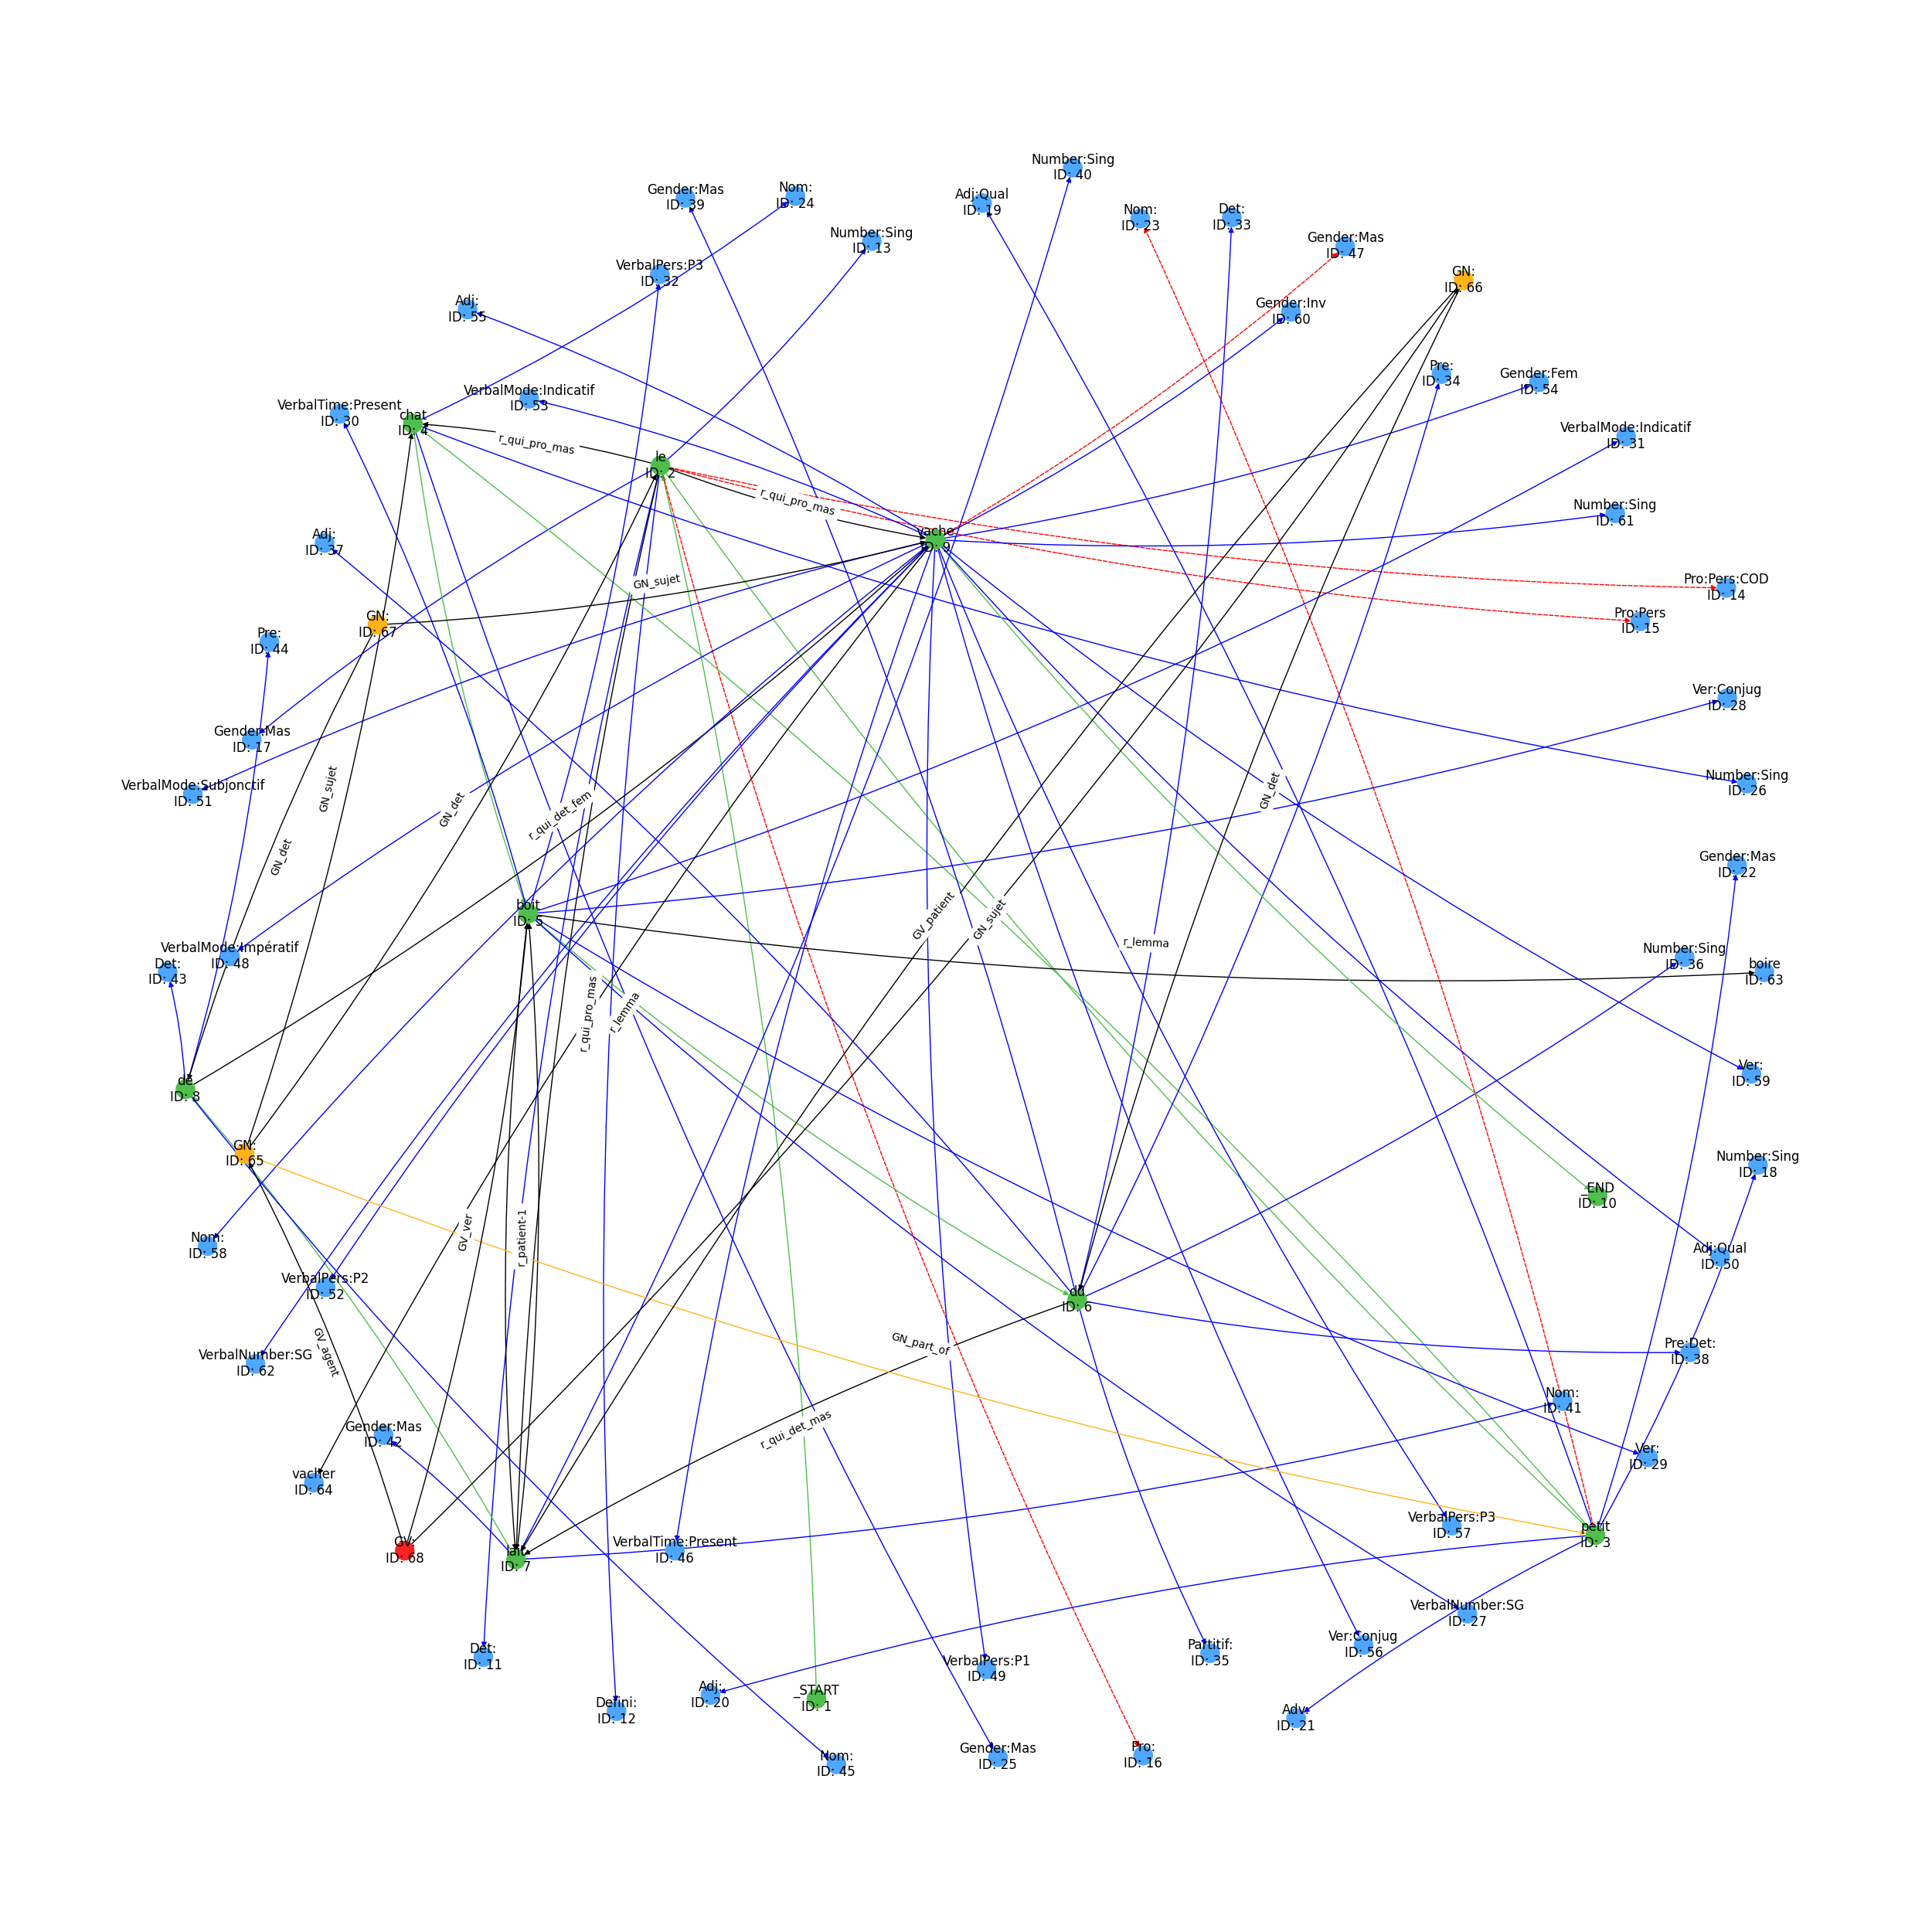 Number:Sing
ID: 40
Gender:Mas
ID: 39
Nom:
ID: 24
Adj:Qual
ID: 19
Nom:
ID: 23
Det:
ID: 33
Number:Sing
ID: 13
Gender:Mas
ID: 47
VerbalPers:P3
ID: 32
GN:
ID: 66
Adj:
ID: 55
Gender:Inv
ID: 60
Pre:
ID: 34
Gender:Fem
ID: 54
VerbalMode:Indicatif
ID: 53
VerbalTime:Present
ID: 30
chat
ID: 4
r_qui_pro_mas
VerbalMode:Indicatif
ID: 31
le
ID: 2
r_qui_pro_mas
Number:Sing
ID: 61
vache
ID: 9
Adj:
ID: 37
GN_sujet
Pro:Pers:COD
ID: 14
GN:
ID: 67
Pro:Pers
ID: 15
Pre:
ID: 44
Ver:Conjug
ID: 28
Gender:Mas
ID: 17
VerbalMode:Subjonctif
ID: 51
GN_sujet
GN_det
r_qui_det_fem
GN_det
Number:Sing
ID: 26
GN_det
Gender:Mas
ID: 22
boit
ID: 5
GV_patient
GN_sujet
r_lemma
VerbalMode:Impératif
ID: 48
Det:
ID: 43
Number:Sing
ID: 36
boire
ID: 63
r_qui_pro_mas
r_lemma
de
ID: 8
Ver:
ID: 59
GN:
ID: 65
Number:Sing
ID: 18
_END
ID: 10
Nom:
ID: 58
GV_ver
r_patient-1
Adj:Qual
ID: 50
VerbalPers:P2
ID: 52
du
ID: 6
GN_part_of
VerbalNumber:SG
ID: 62
GV_agent
Pre:Det:
ID: 38
Nom:
ID: 41
Gender:Mas
ID: 42
r_qui_det_mas
Ver:
ID: 29
vacher
ID: 64
GV:
ID: 68
lait
ID: 7
VerbalTime:Present
ID: 46
VerbalPers:P3
ID: 57
petit
ID: 3
VerbalNumber:SG
ID: 27
Det:
ID: 11
VerbalPers:P1
ID: 49
Partitif:
ID: 35
Ver:Conjug
ID: 56
Defini:
ID: 12
Adj:
ID: 20
_START
ID: 1
Adv:
ID: 21
Nom:
ID: 45
Gender:Mas
ID: 25
Pro:
ID: 16